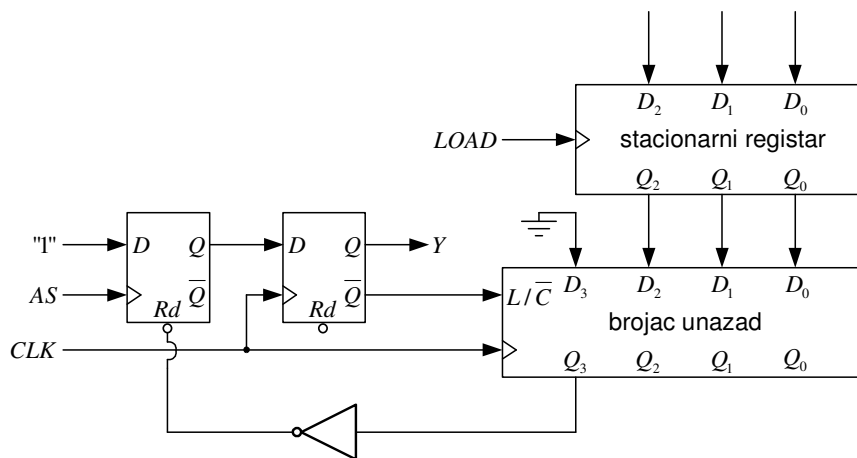 D₂ D₁ D₀
LOAD
stacionarni registar
Q₂ Q₁ Q₀
"1" D Q D Q Y
AS Q̅ Q̅ L / C̅ D₃ D₂ D₁ D₀
Rd Rd
brojac unazad
CLK
Q₃ Q₂ Q₁ Q₀